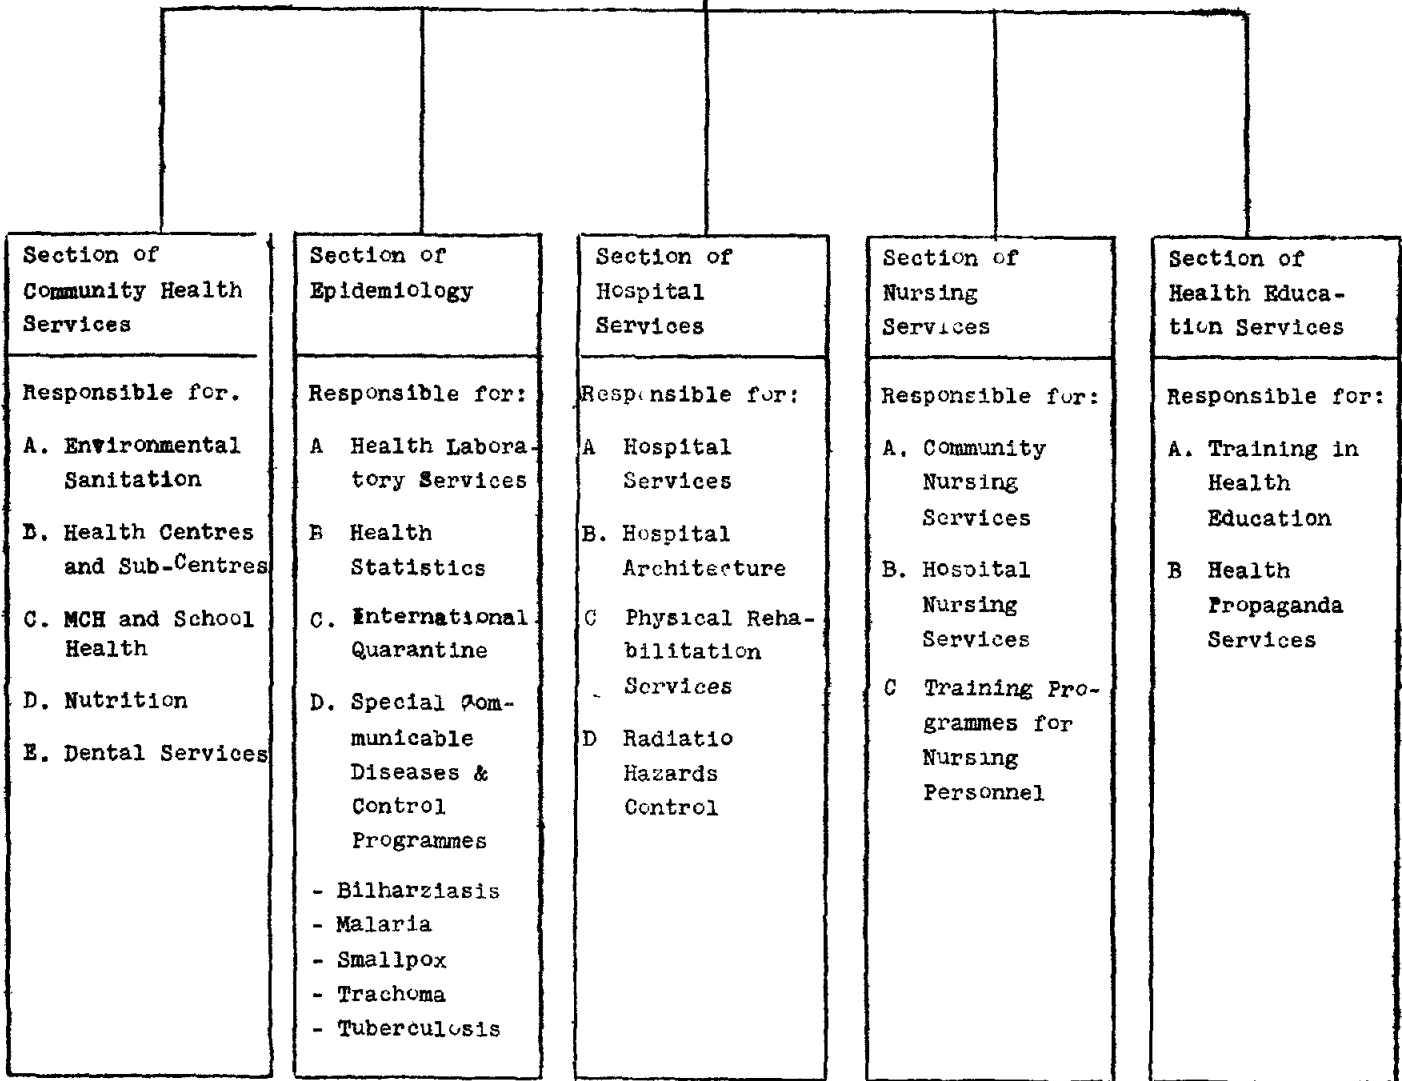 Section of
Community Health
Services
Responsible for.
A. Environmental
Sanitation
B. Health Centres
and Sub-Centres
C. MCH and School
Health
D. Nutrition
E. Dental Services
Section of
Epidemiology
Responsible for:
A Health Labora-
tory Services
B Health
Statistics
C. International
Quarantine
D. Special Com-
municable
Diseases &
Control
Programmes
- Bilharziasis
- Malaria
- Smallpox
- Trachoma
- Tuberculosis
Section of
Hospital
Services
Responsible for:
A Hospital
Services
B. Hospital
Architecture
C Physical Reha-
bilitation
Services
D Radiatio
Hazards
Control
Section of
Nursing
Services
Responsible for:
A. Community
Nursing
Services
B. Hospital
Nursing
Services
C Training Pro-
grammes for
Nursing
Personnel
Section of
Health Educa-
tion Services
Responsible for:
A. Training in
Health
Education
B Health
Propaganda
Services